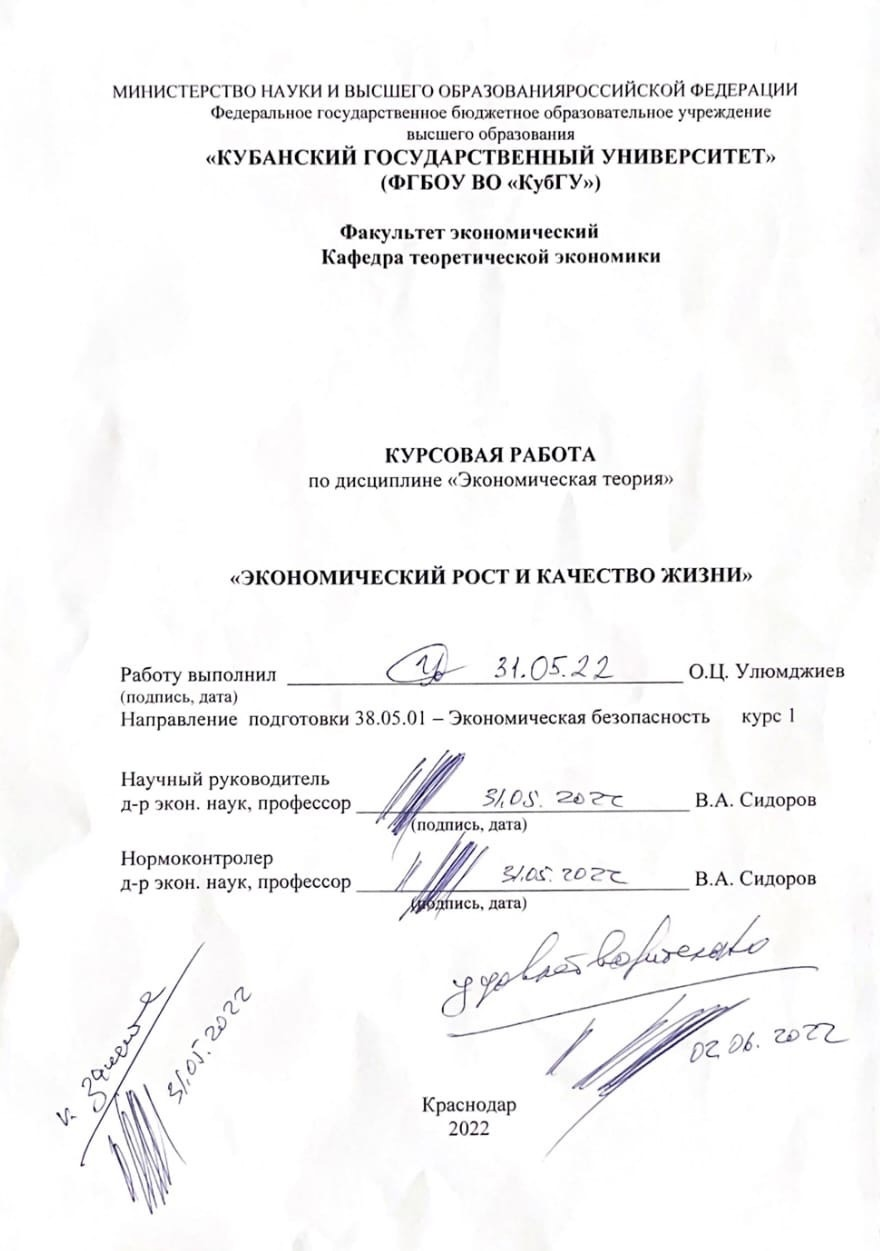 МИНИСТЕРСТВО НАУКИ И ВЫСШЕГО ОБРАЗОВАНИЯРОССИЙСКОЙ ФЕДЕРАЦИИ
Федеральное государственное бюджетное образовательное учреждение
высшего образования
«КУБАНСКИЙ ГОСУДАРСТВЕННЫЙ УНИВЕРСИТЕТ»
(ФГБОУ ВО «КубГУ»)
Факультет экономический
Кафедра теоретической экономики
КУРСОВАЯ РАБОТА
по дисциплине «Экономическая теория»
«ЭКОНОМИЧЕСКИЙ РОСТ И КАЧЕСТВО ЖИЗНИ»
Работу выполнил 31.05.22 О.Ц. Улюмджиев
(подпись, дата)
Направление подготовки 38.05.01 – Экономическая безопасность курс 1
Научный руководитель
д-р экон. наук, профессор 31.05.2022 В.А. Сидоров
(подпись, дата)
Нормоконтролер
д-р экон. наук, профессор 31.05.2022 В.А. Сидоров
(подпись, дата)
удовлетворительно
02.06.2022
к защите
31.05.2022
Краснодар
2022